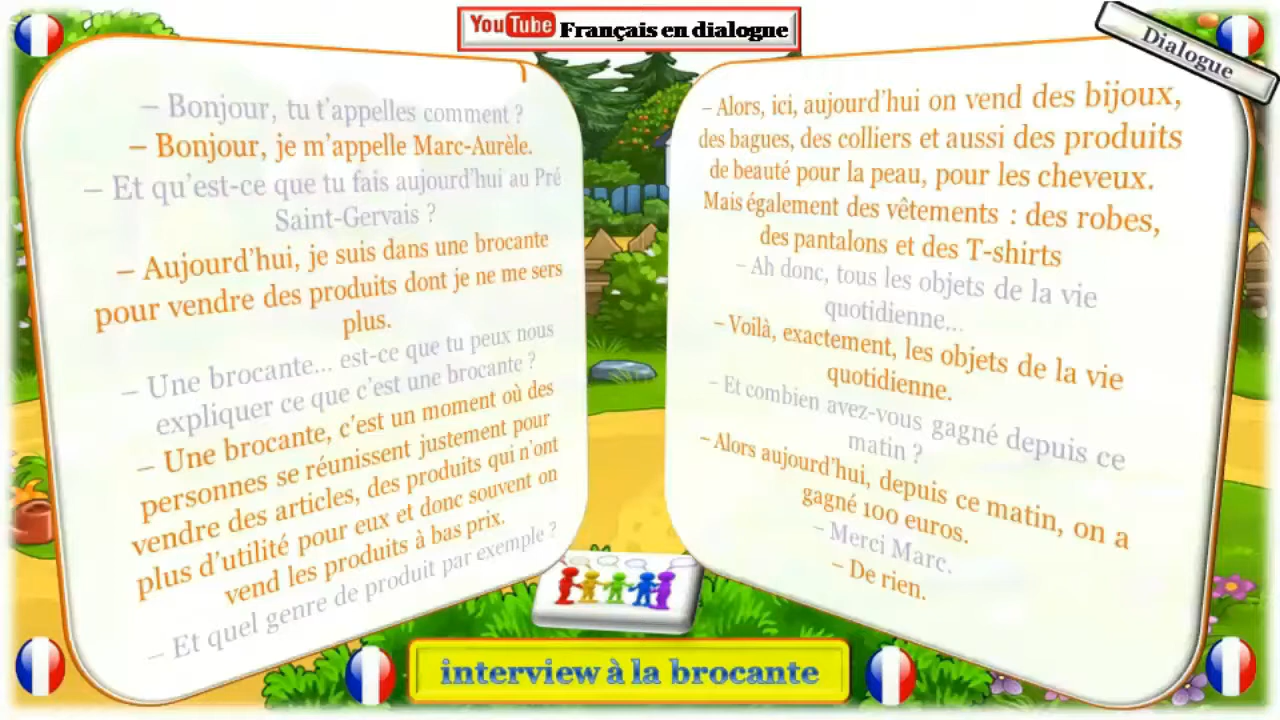 YouTube Français en dialogue
Dialogue
– Bonjour, tu t'appelles comment ?
– Bonjour, je m'appelle Marc-Aurèle.
– Et qu'est-ce que tu fais aujourd'hui au Pré
Saint-Gervais ?
– Aujourd'hui, je suis dans une brocante
pour vendre des produits dont je ne me sers
plus.
– Une brocante... est-ce que tu peux nous
expliquer ce que c'est une brocante ?
– Une brocante, c'est un moment où des
personnes se réunissent justement pour
vendre des articles, des produits qui n'ont
plus d'utilité pour eux et donc souvent on
vend les produits à bas prix.
– Et quel genre de produit par exemple ?
– Alors, ici, aujourd'hui on vend des bijoux,
des bagues, des colliers et aussi des produits
de beauté pour la peau, pour les cheveux.
Mais également des vêtements : des robes,
des pantalons et des T-shirts
– Ah donc, tous les objets de la vie
quotidienne...
– Voilà, exactement, les objets de la vie
quotidienne.
– Et combien avez-vous gagné depuis ce
matin ?
– Alors aujourd'hui, depuis ce matin, on a
gagné 100 euros.
– Merci Marc.
– De rien.
interview à la brocante